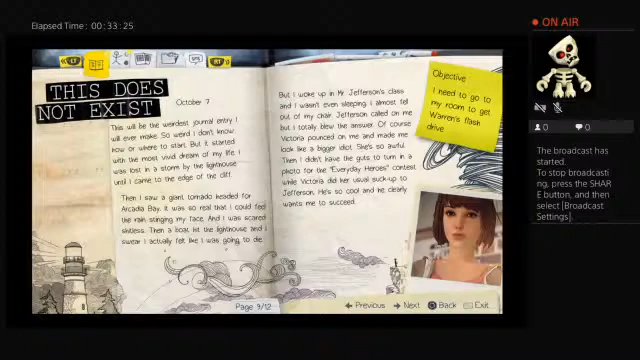 Elapsed Time : 00:33:25
ON AIR
LT
SMS
RT
THIS DOES
NOT EXIST
October 7
This will be the weirdest journal entry I
will ever make. So weird I don't know
how or where to start. But it started
with the most vivid dream of my life. I
was lost in a storm by the lighthouse
until I came to the edge of the cliff.
Then I saw a giant tornado headed for
Arcadia Bay. It was so real that I could feel
the rain stinging my face. And I was scared
shitless. Then a boat hit the lighthouse and I
swear I actually felt like I was going to die.
But I woke up in Mr. Jefferson's class
and I wasn't even sleeping. I almost fell
out of my chair. Jefferson called on me
but I totally blew the answer. Of course
Victoria pounced on me and made me
look like a bigger idiot. She's so awful.
Then I didn't have the guts to turn in a
photo for the "Everyday Heroes" contest
while Victoria did her usual suck-up to
Jefferson. He's so cool and he clearly
wants me to succeed.
Objective
I need to go to
my room to get
Warren's flash
drive
Page 9/12
Previous
Next
Back
Exit
0
0
The broadcast has
started.
To stop broadcasti
ng, press the SHAR
E button, and then
select [Broadcast
Settings].